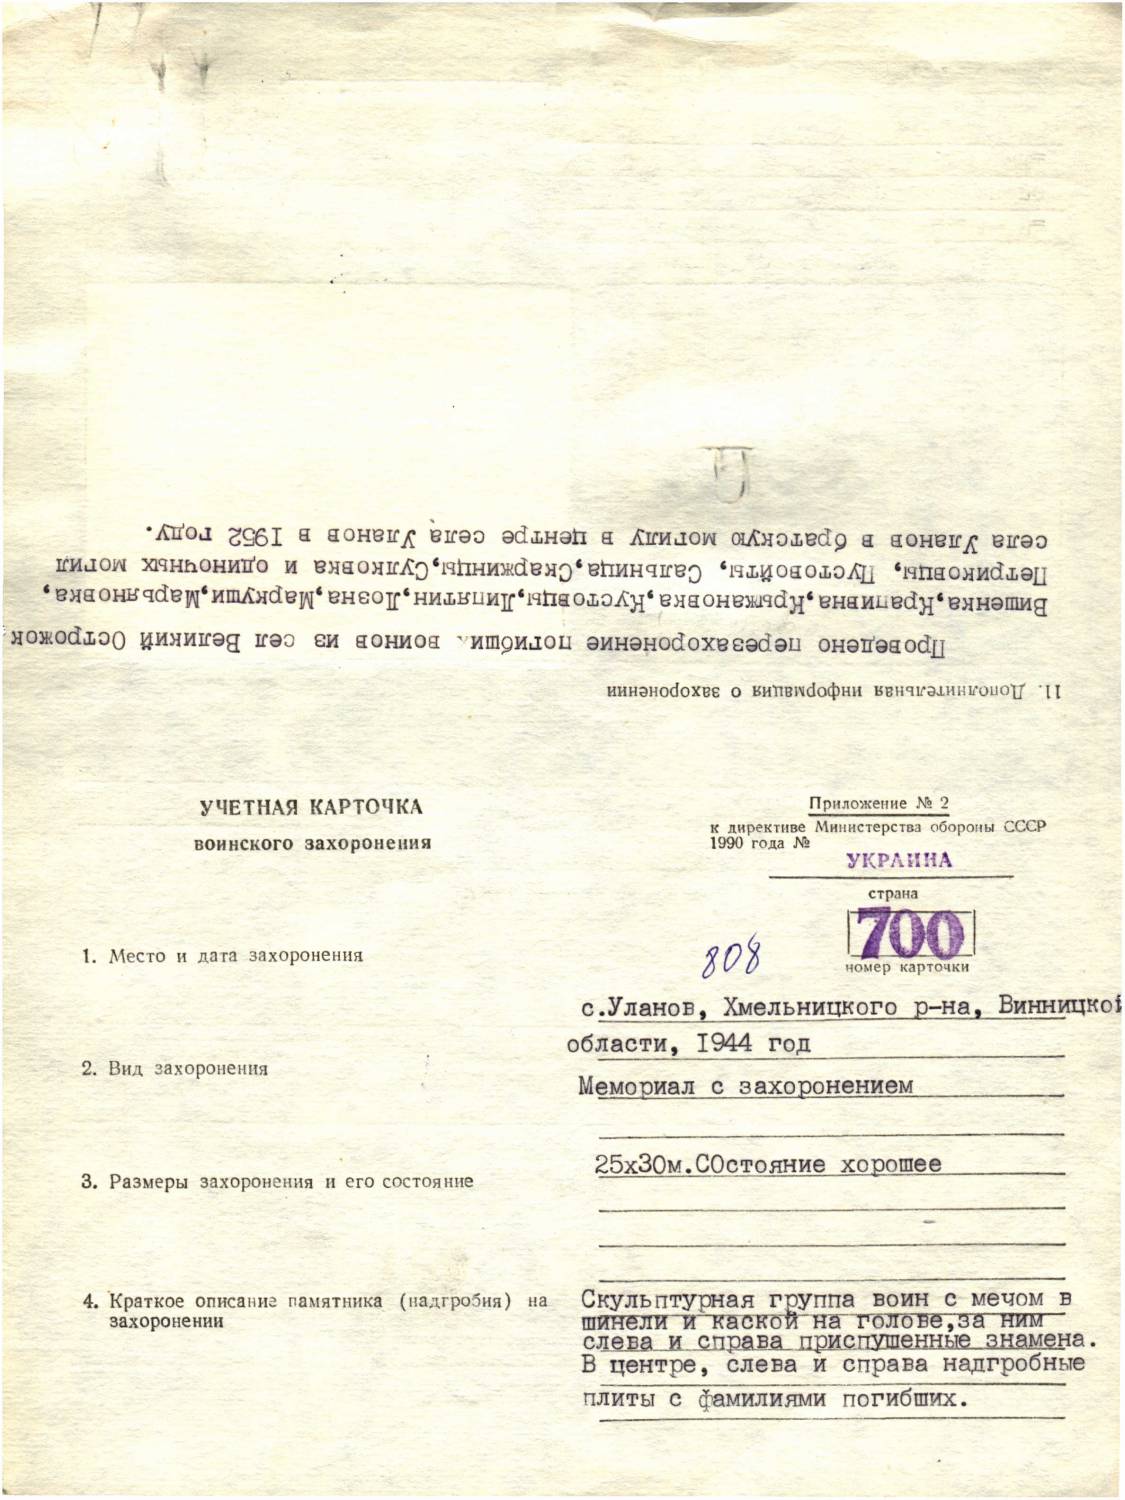 11. Дополнительная информация о захоронении
Проведено перезахоронение погибших воинов из сел Великий Острожок
Вишенка,Крапивна,Крыжановка,Кустовцы,Липятин,Лозна,Маркуши,Марьяновка,
Петриковцы, Пустовойты, Сальница,Скаржинцы,Сулковка и одиночных могил
села Уланов в братскую могилу в центре села Уланов в 1952 году.
УЧЕТНАЯ КАРТОЧКА
воинского захоронения
Приложение № 2
к директиве Министерства обороны СССР
1990 года №
УКРАИНА
страна
700
номер карточки
808
1. Место и дата захоронения
с.Уланов, Хмельницкого р-на, Винницкой
области, 1944 год
2. Вид захоронения
Мемориал с захоронением
3. Размеры захоронения и его состояние
25х30м.СОстояние хорошее
4. Краткое описание памятника (надгробия) на
захоронении
Скульптурная группа воин с мечом в
шинели и каской на голове,за ним
слева и справа приспушенные знамена.
В центре, слева и справа надгробные
плиты с фамилиями погибших.